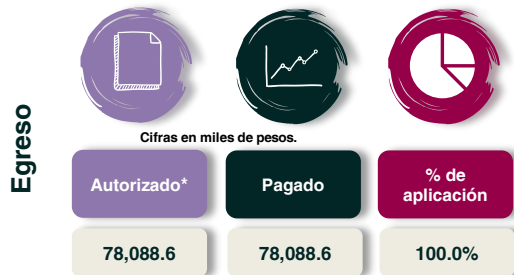 Egreso
Cifras en miles de pesos.
Autorizado* Pagado % de aplicación
78,088.6 78,088.6 100.0%